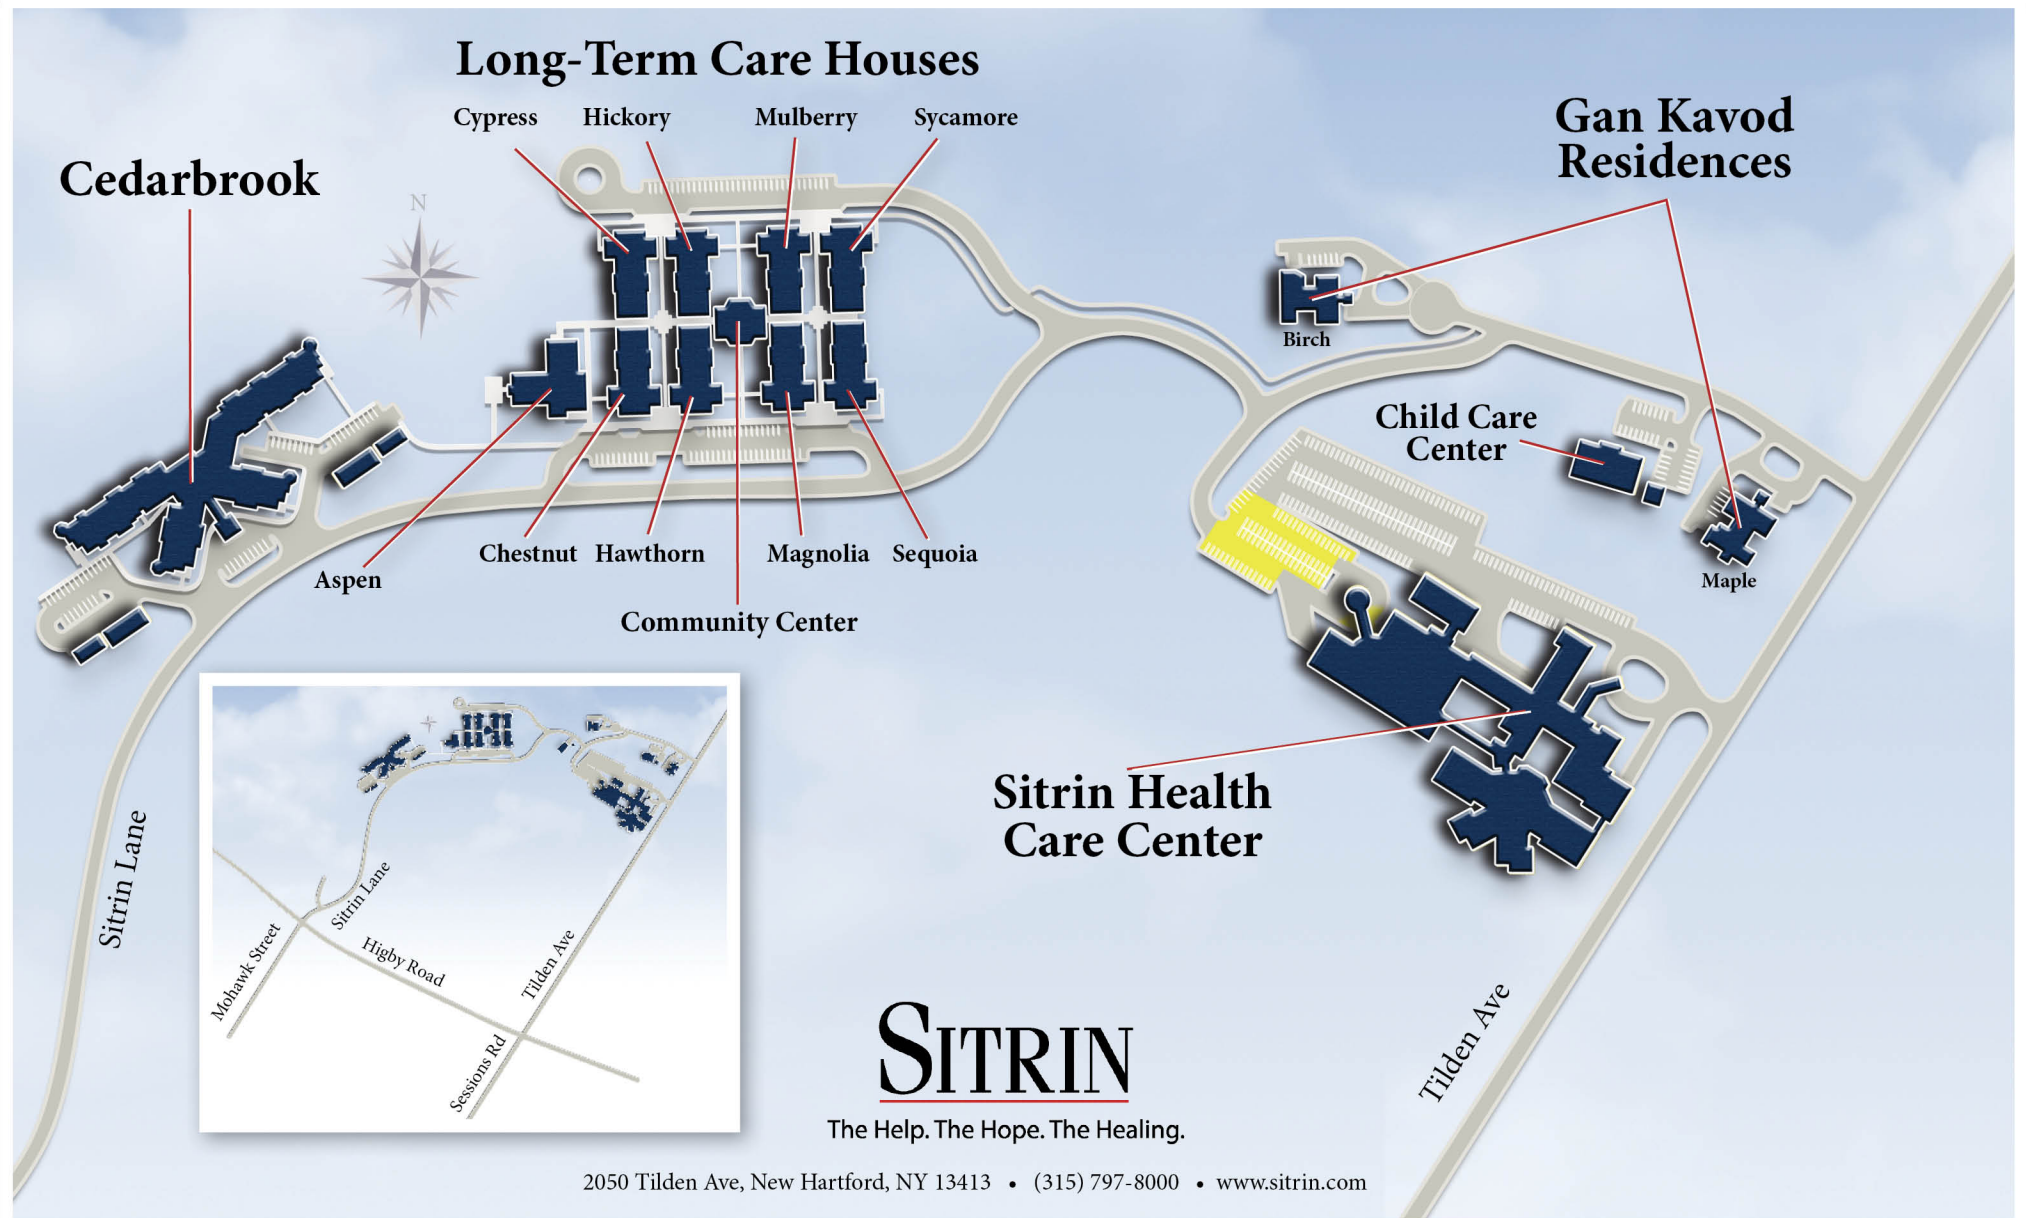 Long-Term Care Houses
Cypress
Hickory
Mulberry
Sycamore
Gan Kavod
Residences
Cedarbrook
N
Birch
Child Care
Center
Maple
Aspen
Chestnut
Hawthorn
Magnolia
Sequoia
Community Center
Sitrin Health
Care Center
Sitrin Lane
Sitrin Lane
Mohawk Street
Higby Road
Tilden Ave
Sessions Rd
Tilden Ave
SITRIN
The Help. The Hope. The Healing.
2050 Tilden Ave, New Hartford, NY 13413 • (315) 797-8000 • www.sitrin.com